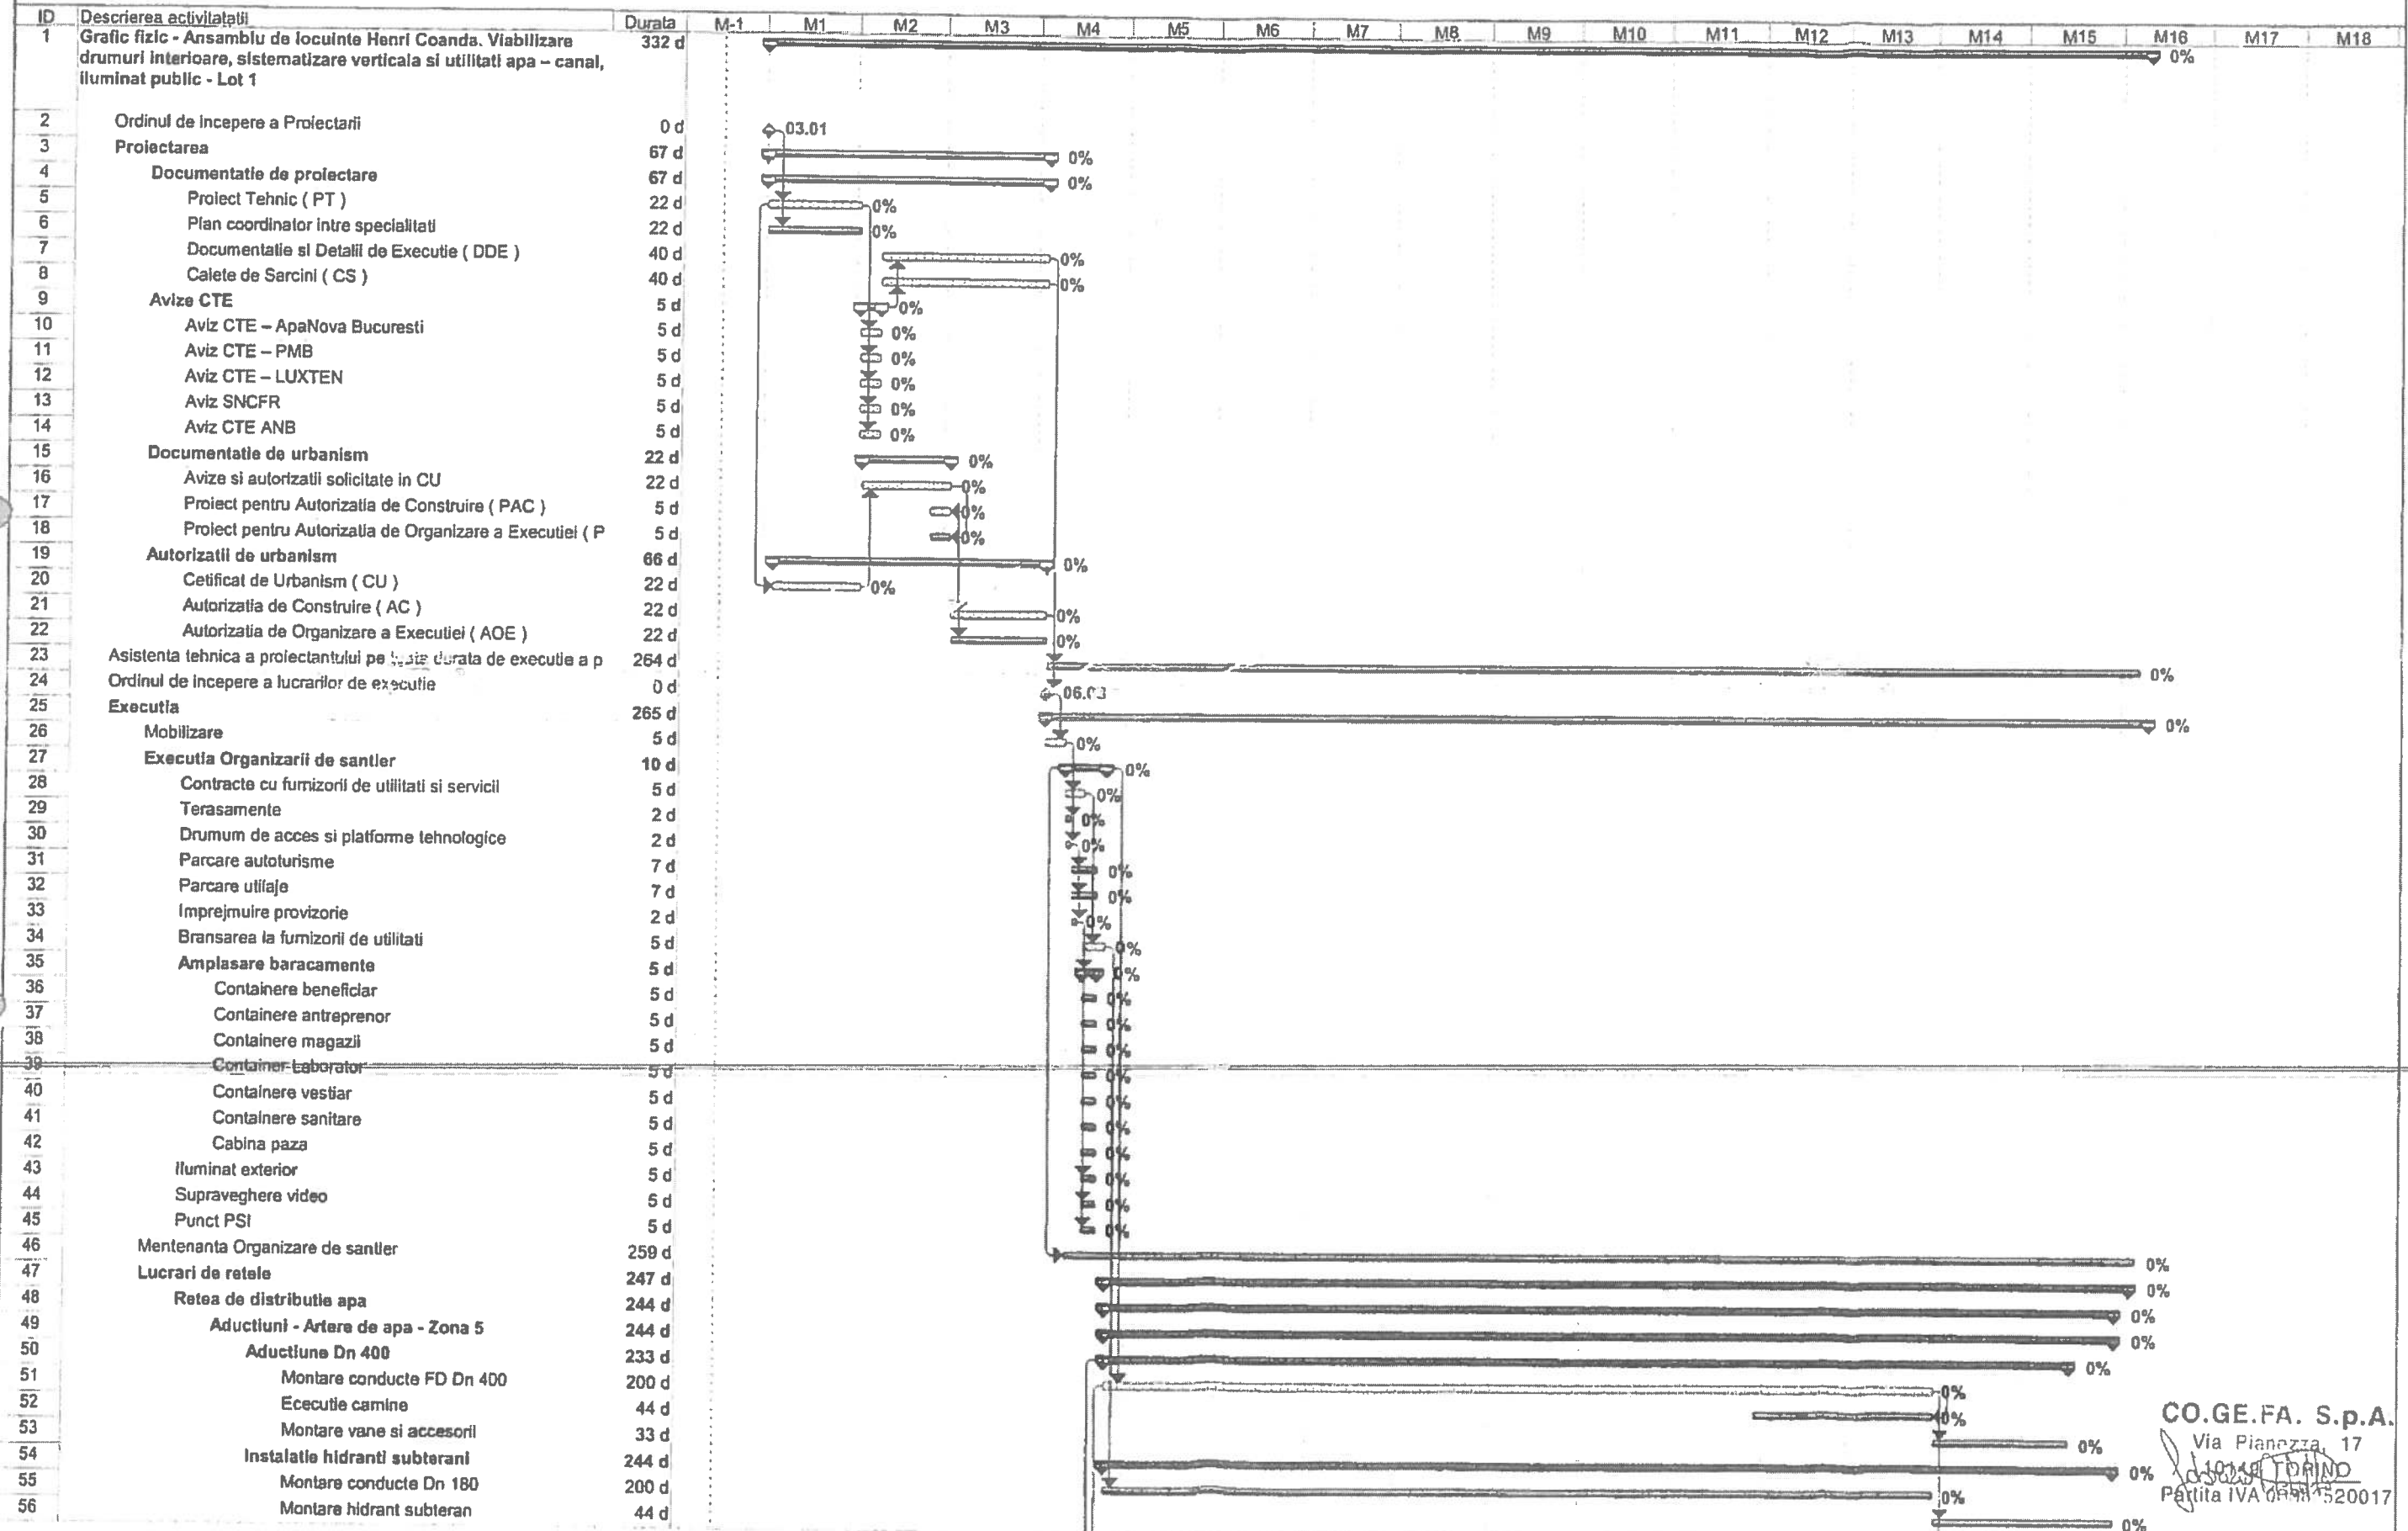 ID Descrierea activitatatii Durata M-1 M1 M2 M3 M4 M5 M6 M7 M8 M9 M10 M11 M12 M13 M14 M15 M16 M17 M18
1 Grafic fizic - Ansamblu de locuinte Henri Coanda. Viabilizare 332 d
drumuri interioare, sistematizare verticala si utilitati apa – canal, 0%
iluminat public - Lot 1
2 Ordinul de incepere a Proiectarii 0 d 03.01
3 Proiectarea 67 d 0%
4 Documentatie de proiectare 67 d 0%
5 Proiect Tehnic ( PT ) 22 d 0%
6 Plan coordinator intre specialitati 22 d 0%
7 Documentatie si Detalii de Executie ( DDE ) 40 d 0%
8 Caiete de Sarcini ( CS ) 40 d 0%
9 Avize CTE 5 d 0%
10 Aviz CTE – ApaNova Bucuresti 5 d 0%
11 Aviz CTE – PMB 5 d 0%
12 Aviz CTE – LUXTEN 5 d 0%
13 Aviz SNCFR 5 d 0%
14 Aviz CTE ANB 5 d 0%
15 Documentatie de urbanism 22 d 0%
16 Avize si autorizatii solicitate in CU 22 d 0%
17 Proiect pentru Autorizatia de Construire ( PAC ) 5 d 0%
18 Proiect pentru Autorizatia de Organizare a Executiei ( P 5 d 0%
19 Autorizatii de urbanism 66 d 0%
20 Cetificat de Urbanism ( CU ) 22 d 0%
21 Autorizatia de Construire ( AC ) 22 d 0%
22 Autorizatia de Organizare a Executiei ( AOE ) 22 d 0%
23 Asistenta tehnica a proiectantului pe durata de executie a p 264 d 0%
24 Ordinul de incepere a lucrarilor de executie 0 d 06.03
25 Executia 265 d 0%
26 Mobilizare 5 d 0%
27 Executia Organizarii de santier 10 d 0%
28 Contracte cu furnizorii de utilitati si servicii 5 d 0%
29 Terasamente 2 d 0%
30 Drumum de acces si platforme tehnologice 2 d 0%
31 Parcare autoturisme 7 d 0%
32 Parcare utilaje 7 d 0%
33 Imprejmuire provizorie 2 d 0%
34 Bransarea la furnizorii de utilitati 5 d 0%
35 Amplasare baracamente 5 d 0%
36 Containere beneficiar 5 d 0%
37 Containere antreprenor 5 d 0%
38 Containere magazii 5 d 0%
39 Container Laborator 5 d 0%
40 Containere vestiar 5 d 0%
41 Containere sanitare 5 d 0%
42 Cabina paza 5 d 0%
43 Iluminat exterior 5 d 0%
44 Supraveghere video 5 d 0%
45 Punct PSI 5 d 0%
46 Mentenanta Organizare de santier 259 d 0%
47 Lucrari de retele 247 d 0%
48 Retea de distributie apa 244 d 0%
49 Aductiuni - Artere de apa - Zona 5 244 d 0%
50 Aductiune Dn 400 233 d 0%
51 Montare conducte FD Dn 400 200 d 0%
52 Ececutie camine 44 d 0%
53 Montare vane si accesorii 33 d 0%
54 Instalatie hidranti subterani 244 d 0%
55 Montare conducte Dn 180 200 d 0%
56 Montare hidrant subteran 44 d 0%
CO.GE.FA. S.p.A.
Via Pianezza, 17
TORINO
Partita IVA